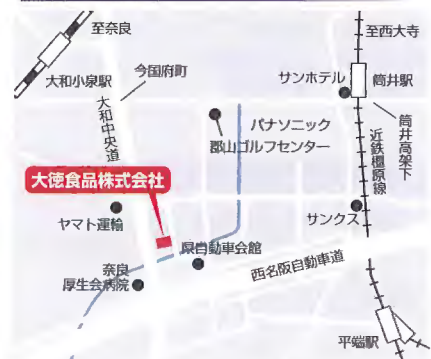 至奈良
至西大寺
大和小泉駅
今国府町
サンホテル
筒井駅
大和中央道
パナソニック
郡山ゴルフセンター
近鉄橿原線
筒井高架下
大徳食品株式会社
ヤマト運輸
サンクス
県自動車会館
西名阪自動車道
奈良
厚生会病院
平端駅